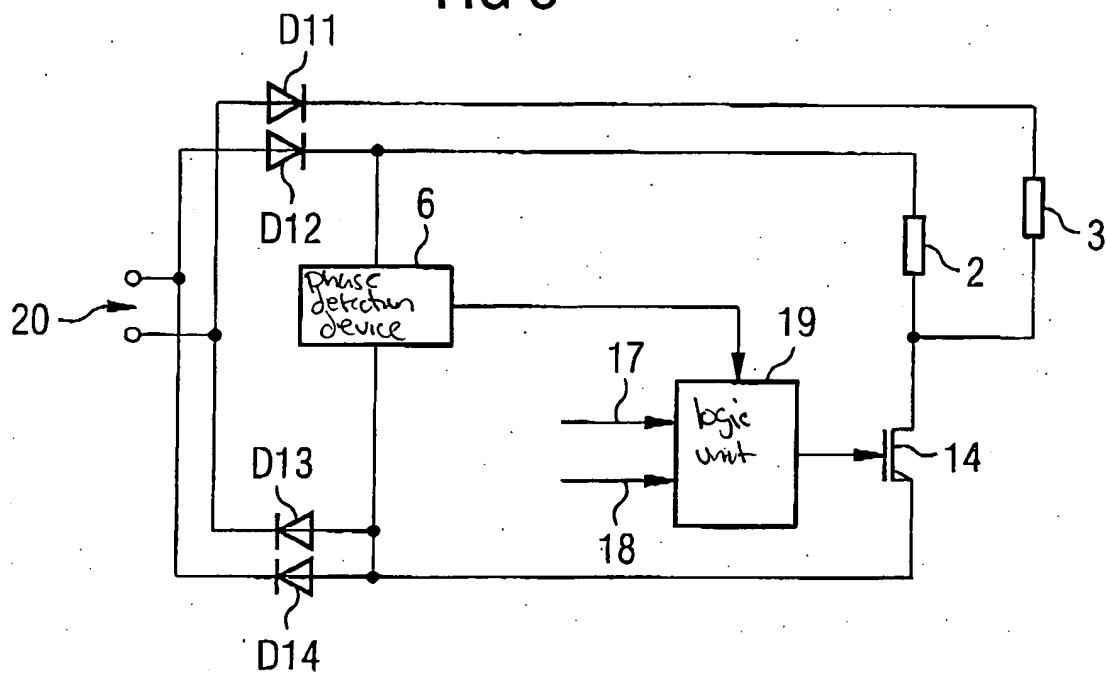 D11
D12
6
phase
detection
device
20
3
2
19
17
logic
unit
14
D13
18
D14